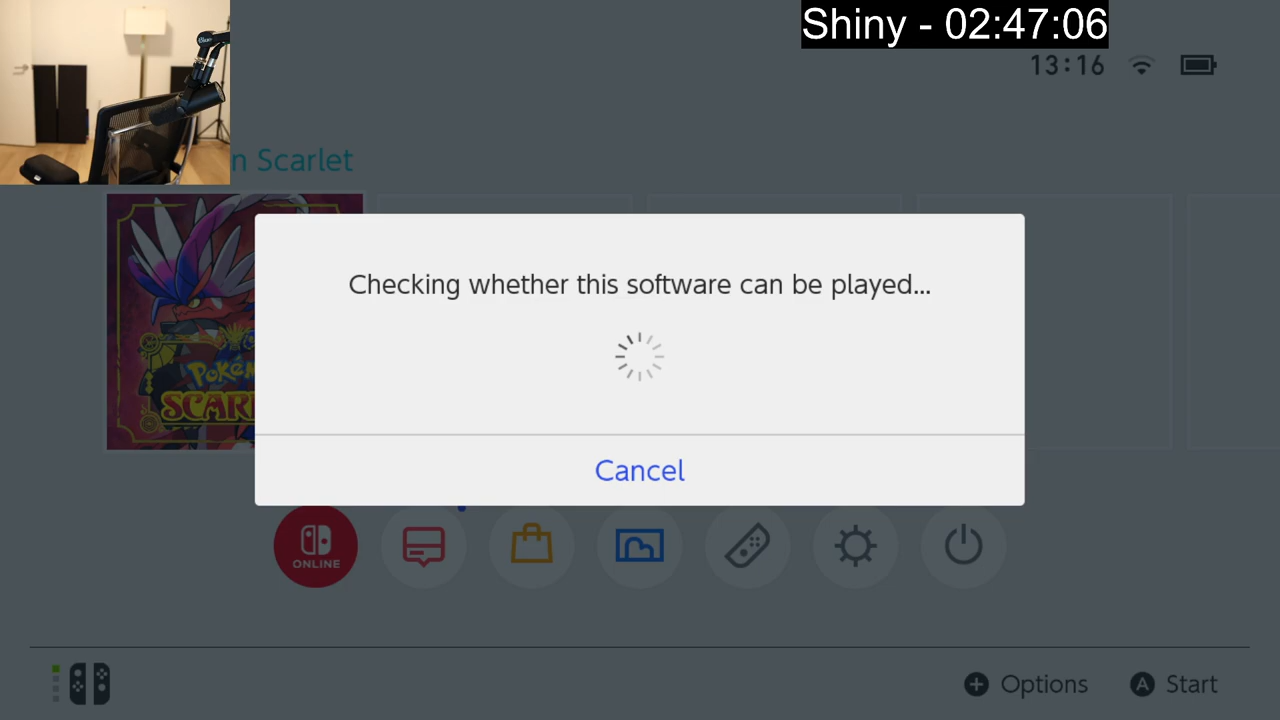 Shiny - 02:47:06
13:16
n Scarlet
Checking whether this software can be played...
Cancel
ONLINE
Options
Start